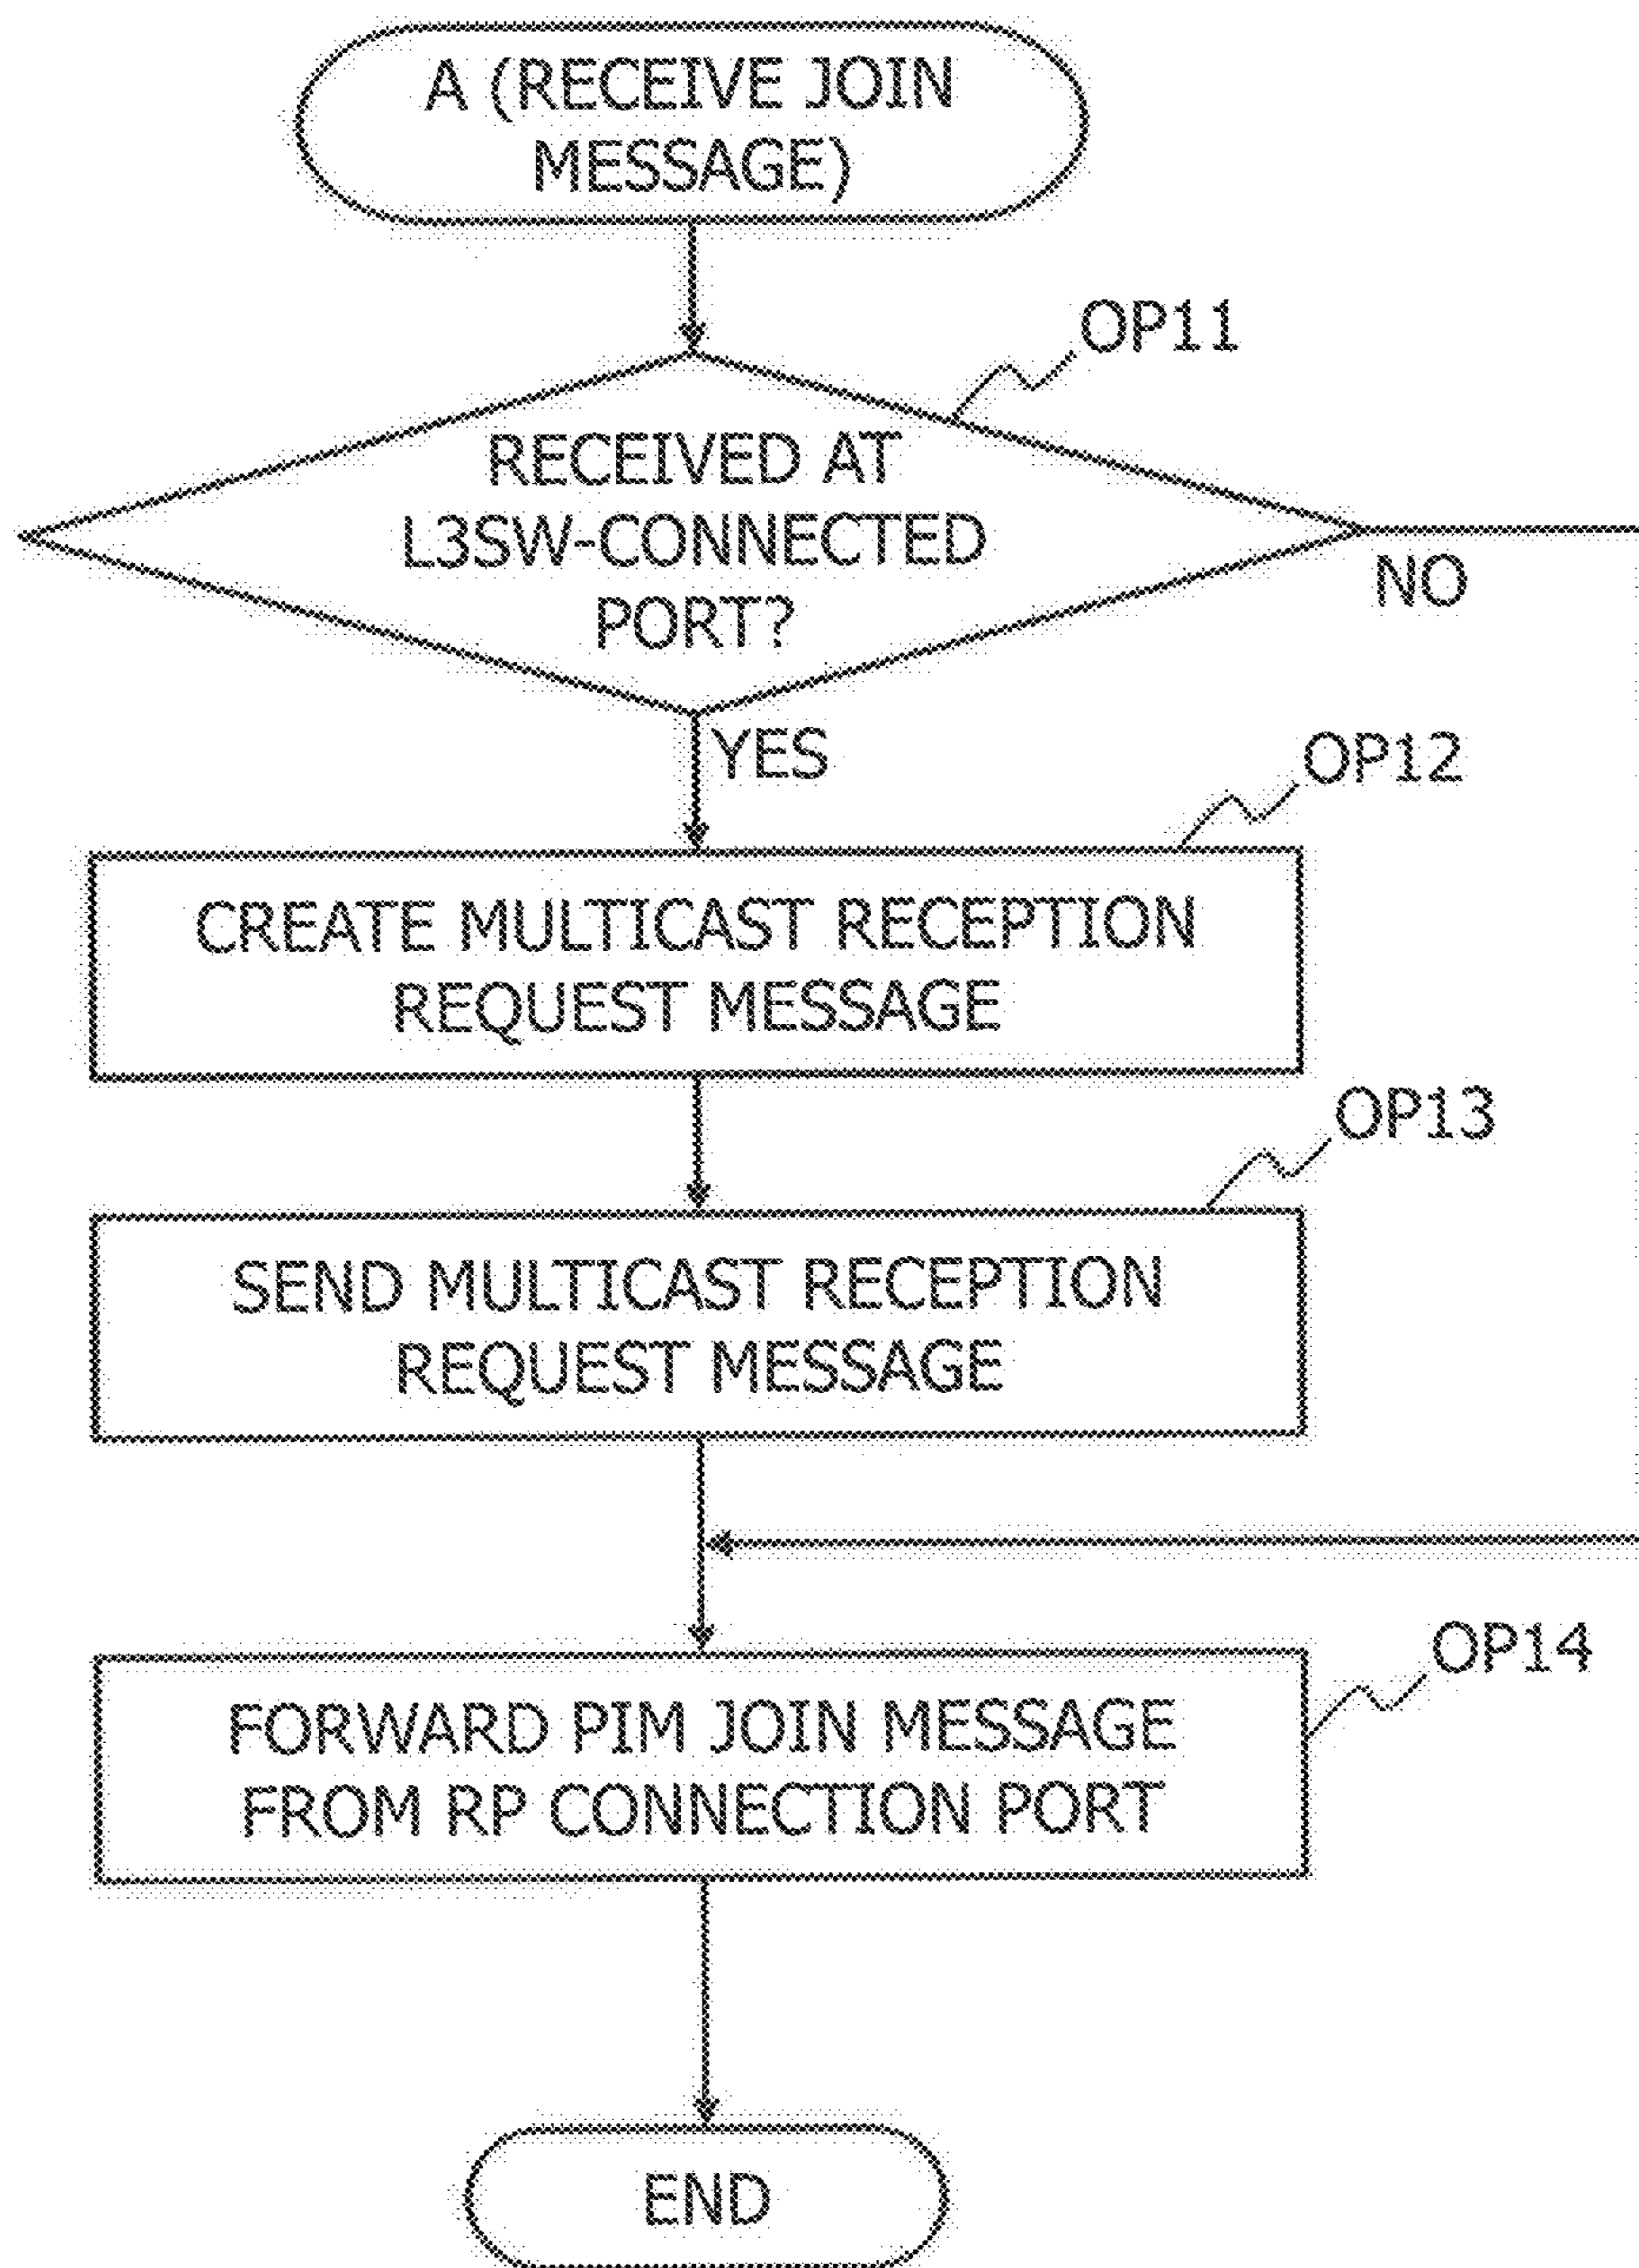 A (RECEIVE JOIN
MESSAGE)
OP11
RECEIVED AT
L3SW-CONNECTED
PORT?
NO
YES
OP12
CREATE MULTICAST RECEPTION
REQUEST MESSAGE
OP13
SEND MULTICAST RECEPTION
REQUEST MESSAGE
OP14
FORWARD PIM JOIN MESSAGE
FROM RP CONNECTION PORT
END